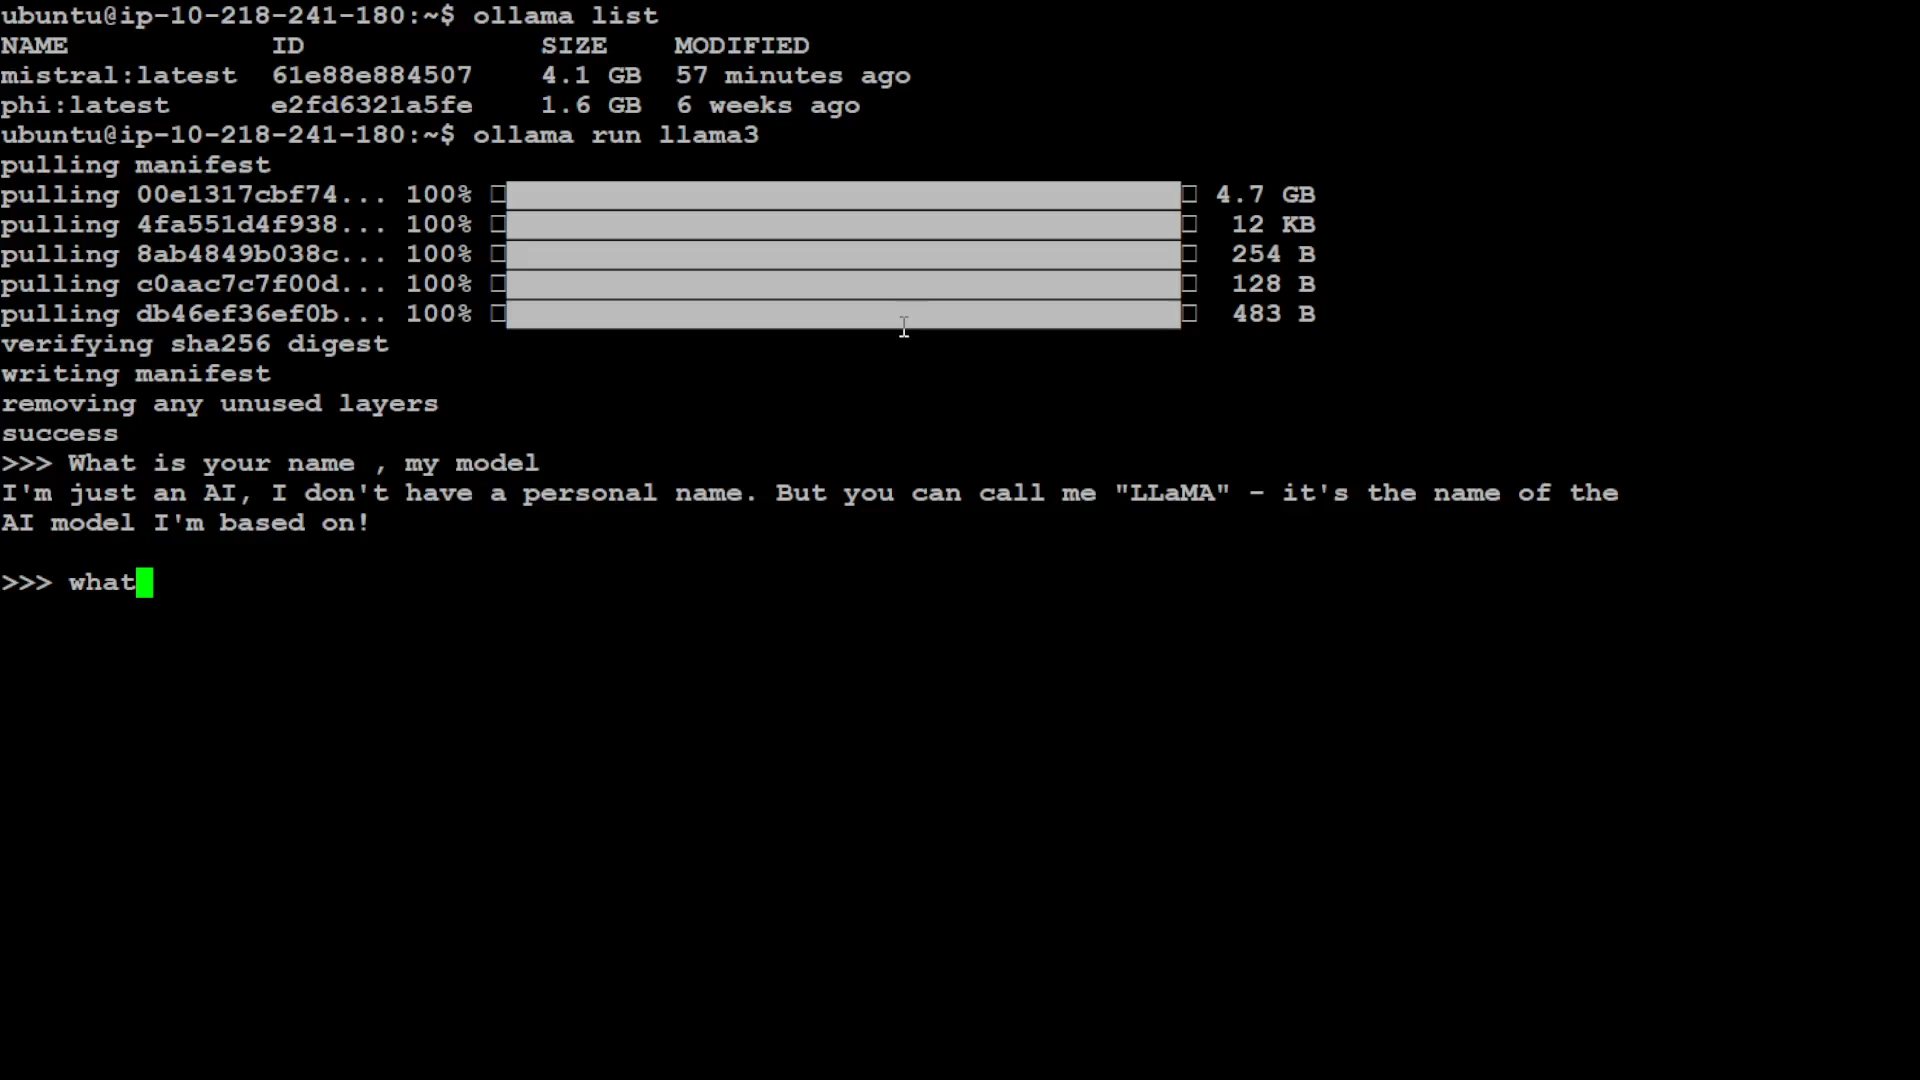 ubuntu@ip-10-218-241-180:~$ ollama list
NAME            ID              SIZE    MODIFIED
mistral:latest  61e88e884507    4.1 GB  57 minutes ago
phi:latest      e2fd6321a5fe    1.6 GB  6 weeks ago
ubuntu@ip-10-218-241-180:~$ ollama run llama3
pulling manifest
pulling 00e1317cbf74... 100% 4.7 GB
pulling 4fa551d4f938... 100% 12 KB
pulling 8ab4849b038c... 100% 254 B
pulling c0aac7c7f00d... 100% 128 B
pulling db46ef36ef0b... 100% 483 B
verifying sha256 digest
writing manifest
removing any unused layers
success
>>> What is your name , my model
I'm just an AI, I don't have a personal name. But you can call me "LLaMA" - it's the name of the
AI model I'm based on!
>>> what